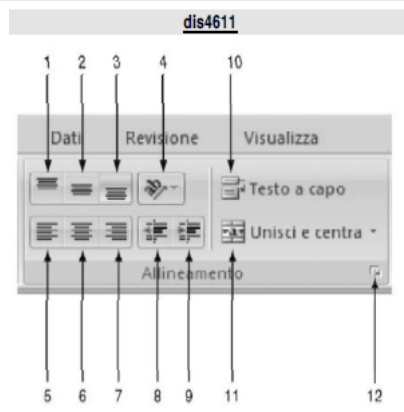 dis4611
1 2 3 4 10
Dati Revisione Visualizza
Testo a capo
Unisci e centra
Allineamento
5 6 7 8 9 11 12